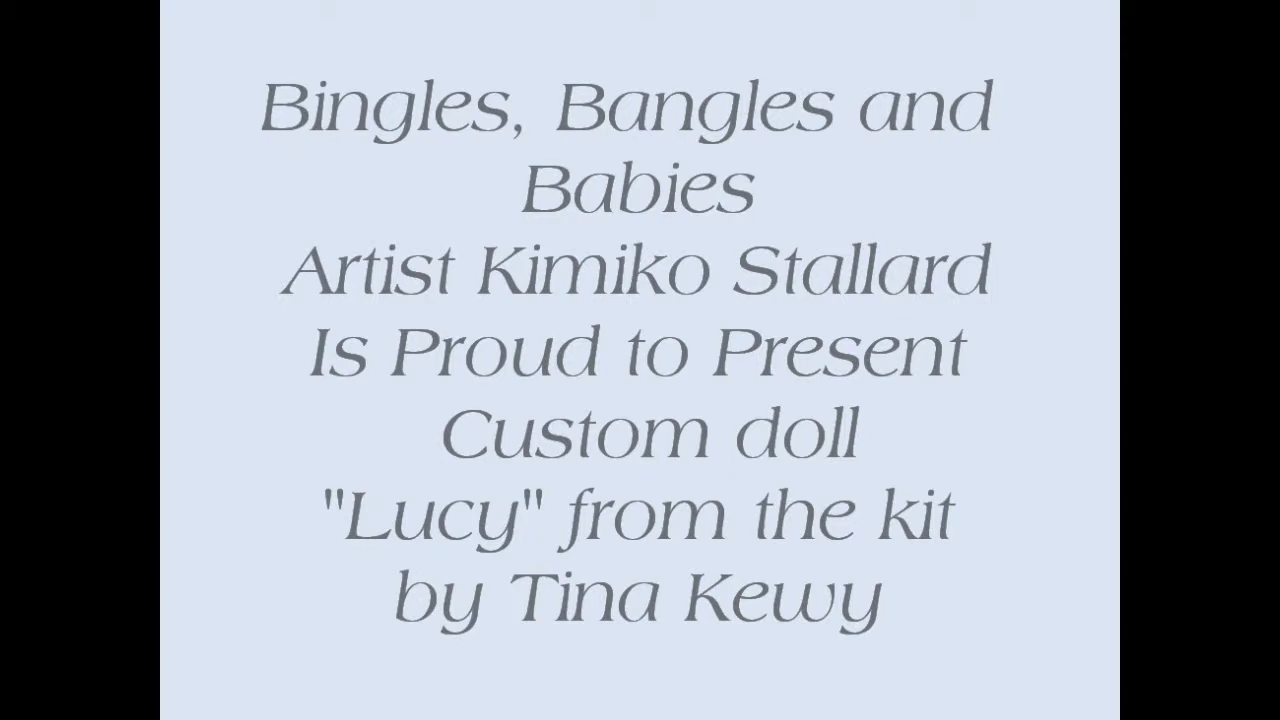 Bingles, Bangles and
Babies
Artist Kimiko Stallard
Is Proud to Present
Custom doll
"Lucy" from the kit
by Tina Kewy